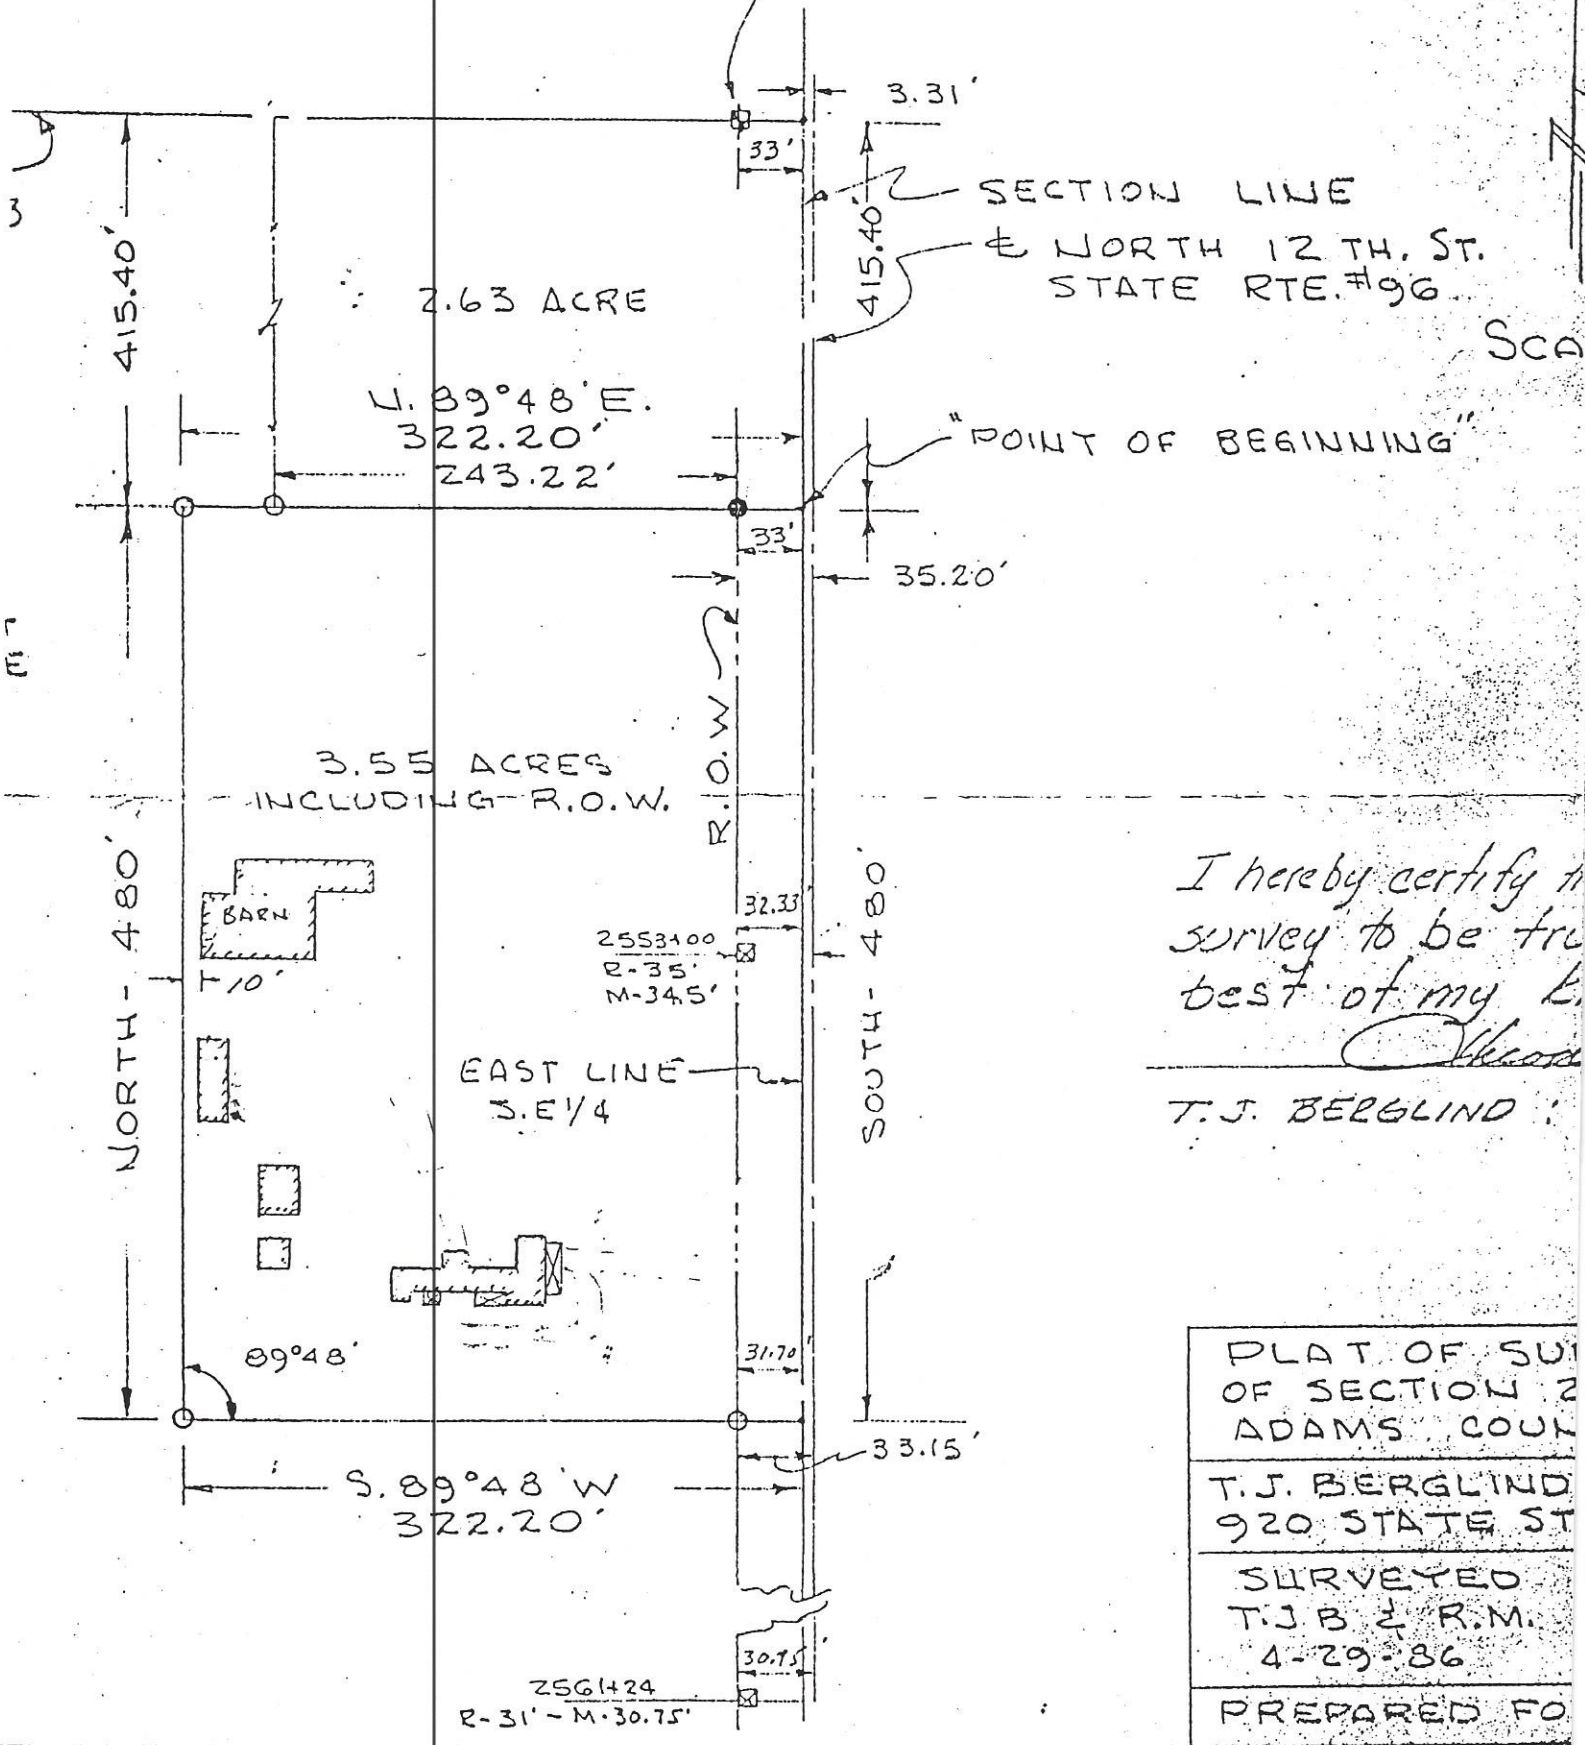 3.31'
33'
3
415.40'
415.40'
SECTION LINE
℄ NORTH 12 TH. ST.
STATE RTE. #96
2.63 ACRE
SCA
N. 89°48' E.
322.20'
243.22'
"POINT OF BEGINNING"
33'
35.20'
E
R.O.W
3.55 ACRES
INCLUDING R.O.W.
NORTH - 480'
SOUTH - 480'
BARN
10'
32.33'
2553+00
R-35'
M-34.5'
I hereby certify
survey to be tru
best of my
EAST LINE
S.E 1/4
T.J. BERGLIND
89°48'
31.70'
33.15'
S. 89°48' W
322.20'
PLAT OF SU
OF SECTION 2
ADAMS COUN
T.J. BERGLIND
920 STATE ST
SURVEYED
T.J B & R.M.
4-29-86
30.75'
2561+24
R-31' - M-30.75'
PREPARED FO